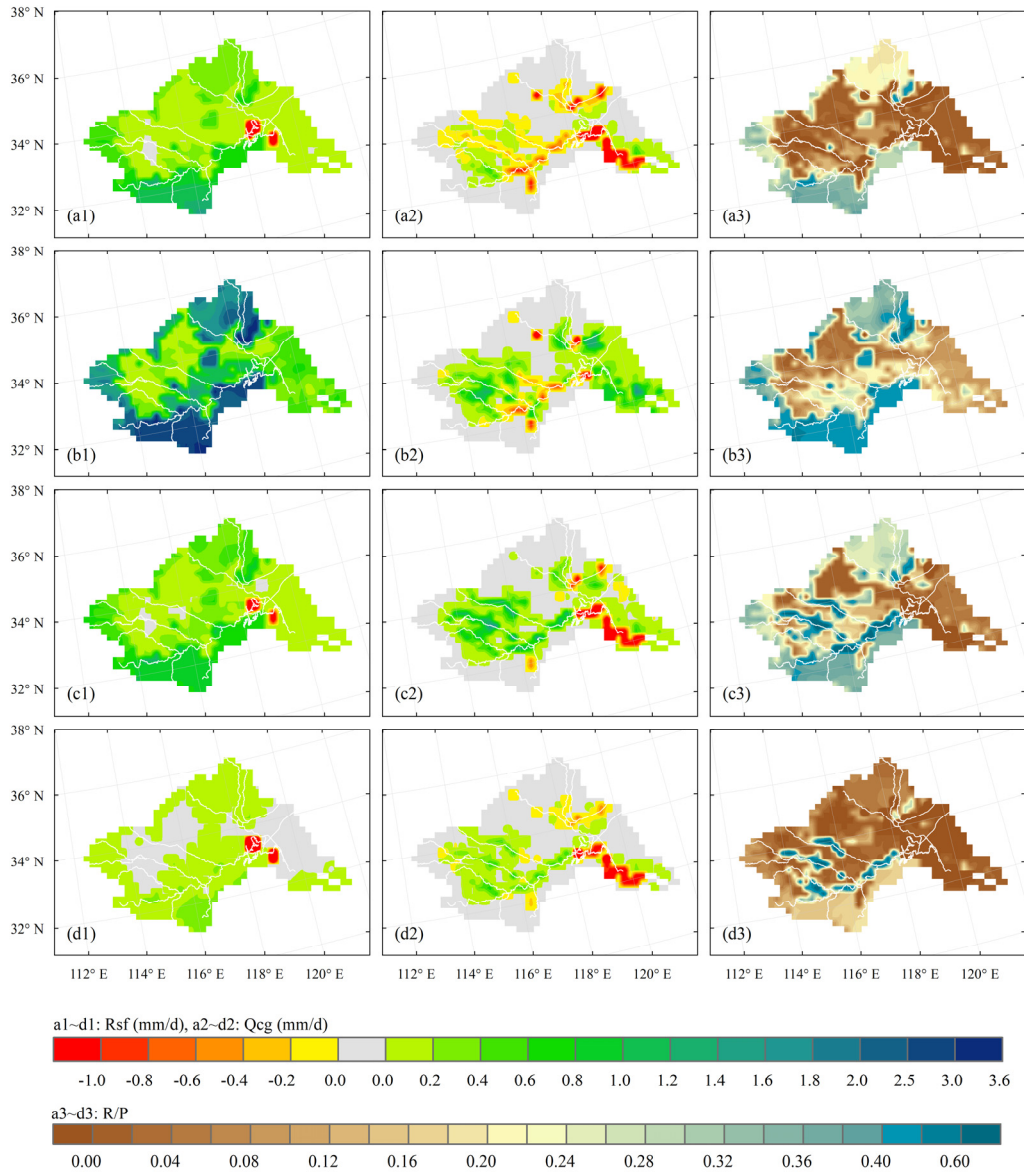 38° N
36° N
34° N
32° N
(a1)
(a2)
(a3)
38° N
36° N
34° N
32° N
(b1)
(b2)
(b3)
38° N
36° N
34° N
32° N
(c1)
(c2)
(c3)
38° N
36° N
34° N
32° N
(d1)
(d2)
(d3)
112° E 114° E 116° E 118° E 120° E 112° E 114° E 116° E 118° E 120° E 112° E 114° E 116° E 118° E 120° E
a1~d1: Rsf (mm/d), a2~d2: Qcg (mm/d)
-1.0 -0.8 -0.6 -0.4 -0.2 0.0 0.0 0.2 0.4 0.6 0.8 1.0 1.2 1.4 1.6 1.8 2.0 2.5 3.0 3.6
a3~d3: R/P
0.00 0.04 0.08 0.12 0.16 0.20 0.24 0.28 0.32 0.36 0.40 0.60